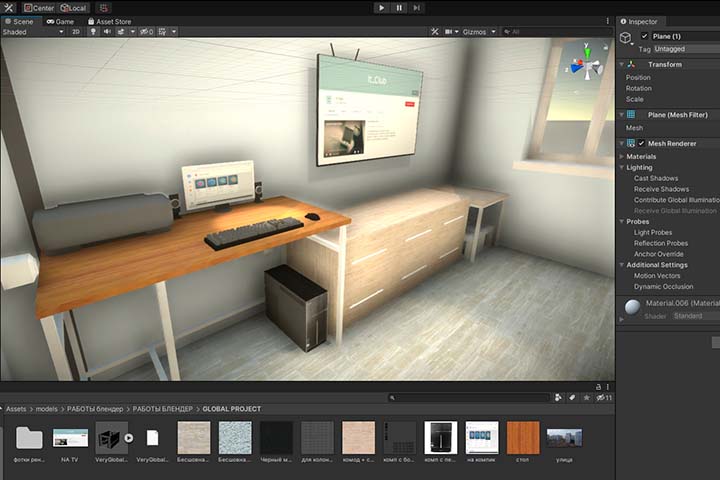 Center Local
Scene Game Asset Store
Shaded 2D 0 Gizmos All
Inspector
Plane (1)
Tag Untagged
Transform
Position
Rotation
Scale
Plane (Mesh Filter)
Mesh
Mesh Renderer
Materials
Lighting
Cast Shadows
Receive Shadows
Contribute Global Illumination
Receive Global Illumination
Probes
Light Probes
Reflection Probes
Anchor Override
Additional Settings
Motion Vectors
Dynamic Occlusion
Material.006 (Material
Shader Standard
y
It_Club
11
Assets > models > РАБОТЫ блендер > РАБОТЫ БЛЕНДЕР > GLOBAL PROJECT
фотки рен... NA TV VeryGlobal... VeryGlob... Бесшовна... Бесшовна... Черный м... для колон... комод + с... комп с бо... комп с пе... на компик стол улица